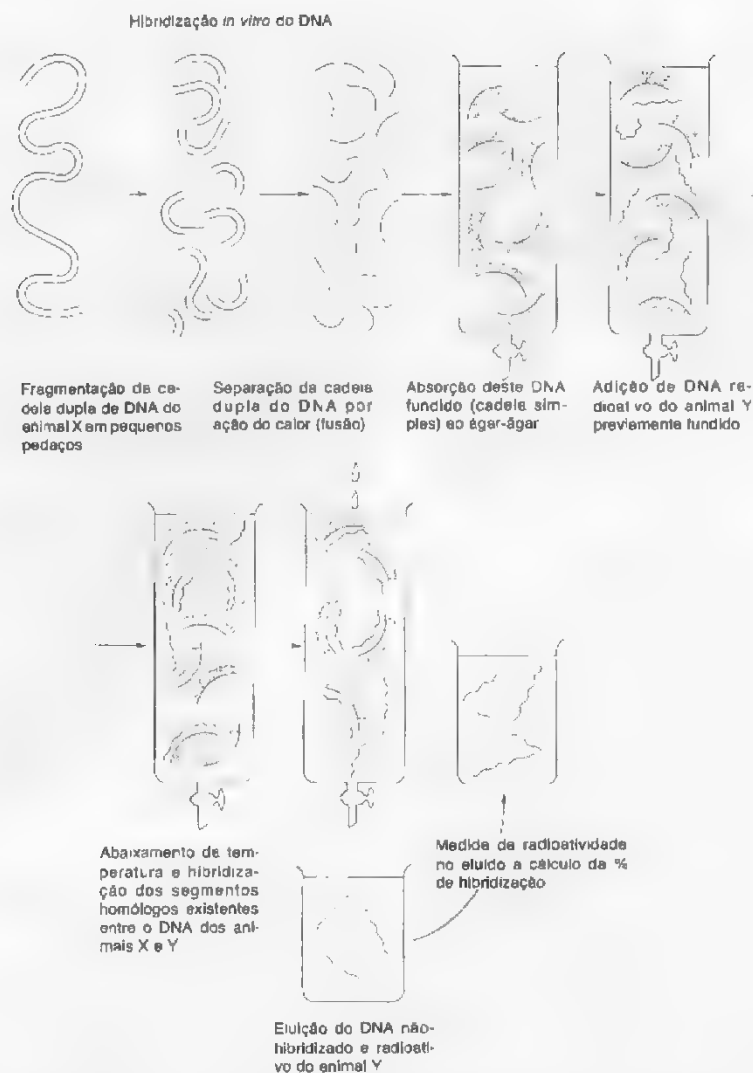 Hibridização in vitro do DNA
Fragmentação da ca-
deia dupla de DNA do
animal X em pequenos
pedaços
Separação da cadeia
dupla do DNA por
ação do calor (fusão)
Absorção deste DNA
fundido (cadeia sim-
ples) ao ágar-ágar
Adição de DNA ra-
dioativo do animal Y
previamente fundido
Abaixamento de tem-
peratura e hibridiza-
ção dos segmentos
homólogos existentes
entre o DNA dos ani-
mais X e Y
Medida da radioatividade
no eluído a cálculo da %
de hibridização
Eluição do DNA não-
hibridizado e radioati-
vo do animal Y